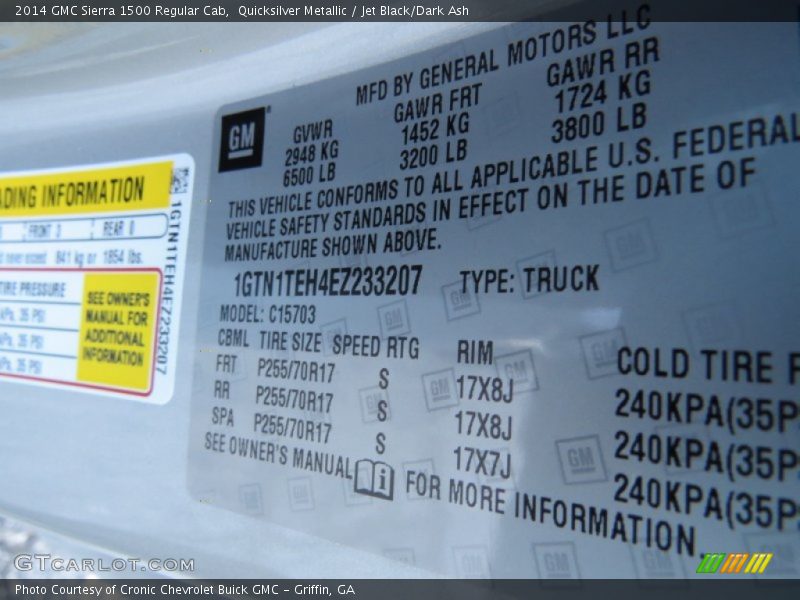 2014 GMC Sierra 1500 Regular Cab,  Quicksilver Metallic / Jet Black/Dark Ash
MFD BY GENERAL MOTORS LLC
GM
GVWR GAWR FRT GAWR RR
2948 KG 1452 KG 1724 KG
6500 LB 3200 LB 3800 LB
THIS VEHICLE CONFORMS TO ALL APPLICABLE U.S. FEDERAL
VEHICLE SAFETY STANDARDS IN EFFECT ON THE DATE OF
MANUFACTURE SHOWN ABOVE.
1GTN1TEH4EZ233207 TYPE: TRUCK
MODEL: C15703
CBML TIRE SIZE SPEED RTG RIM COLD TIRE P
FRT P255/70R17 S 17X8J 240KPA(35P
RR P255/70R17 S 17X8J 240KPA(35P
SPA P255/70R17 S 17X7J 240KPA(35P
SEE OWNER'S MANUAL i FOR MORE INFORMATION.
ADING INFORMATION
FRONT 3 REAR 0
never exceed 841 kg or 1854 lbs.
TIRE PRESSURE
kPa, 35 PSI
kPa, 35 PSI
kPa, 35 PSI
SEE OWNER'S
MANUAL FOR
ADDITIONAL
INFORMATION
1GTN1TEH4EZ233207
GTCARLOT.COM
Photo Courtesy of Cronic Chevrolet Buick GMC – Griffin, GA